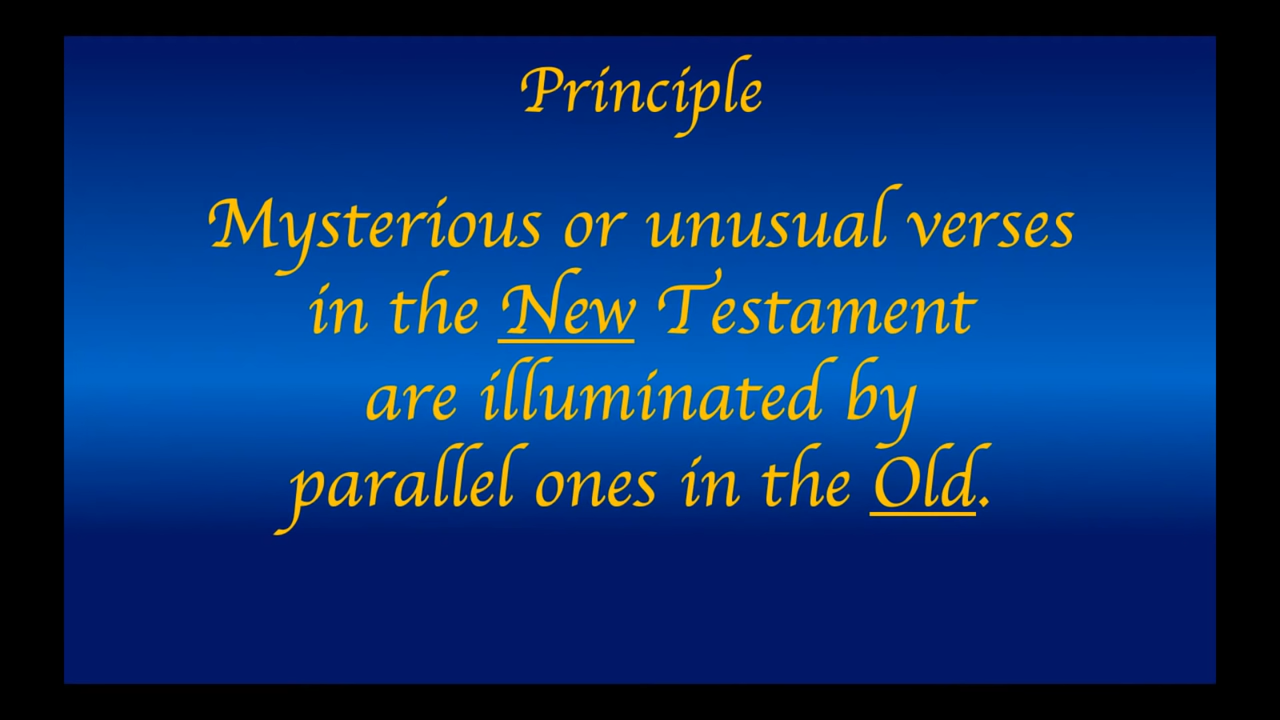 Principle
Mysterious or unusual verses
in the New Testament
are illuminated by
parallel ones in the Old.